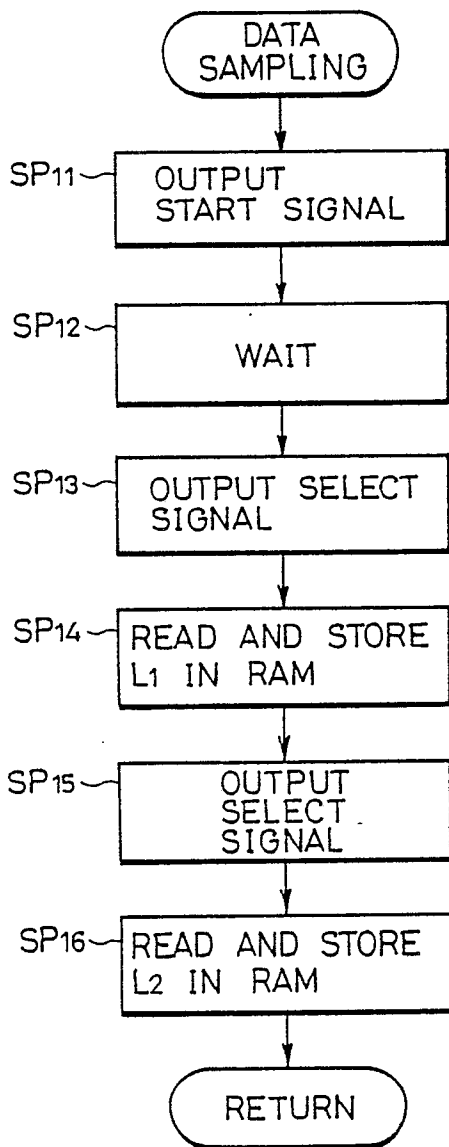 DATA
SAMPLING
SP11
OUTPUT
START SIGNAL
SP12
WAIT
SP13
OUTPUT SELECT
SIGNAL
SP14
READ AND STORE
L1 IN RAM
SP15
OUTPUT
SELECT
SIGNAL
SP16
READ AND STORE
L2 IN RAM
RETURN